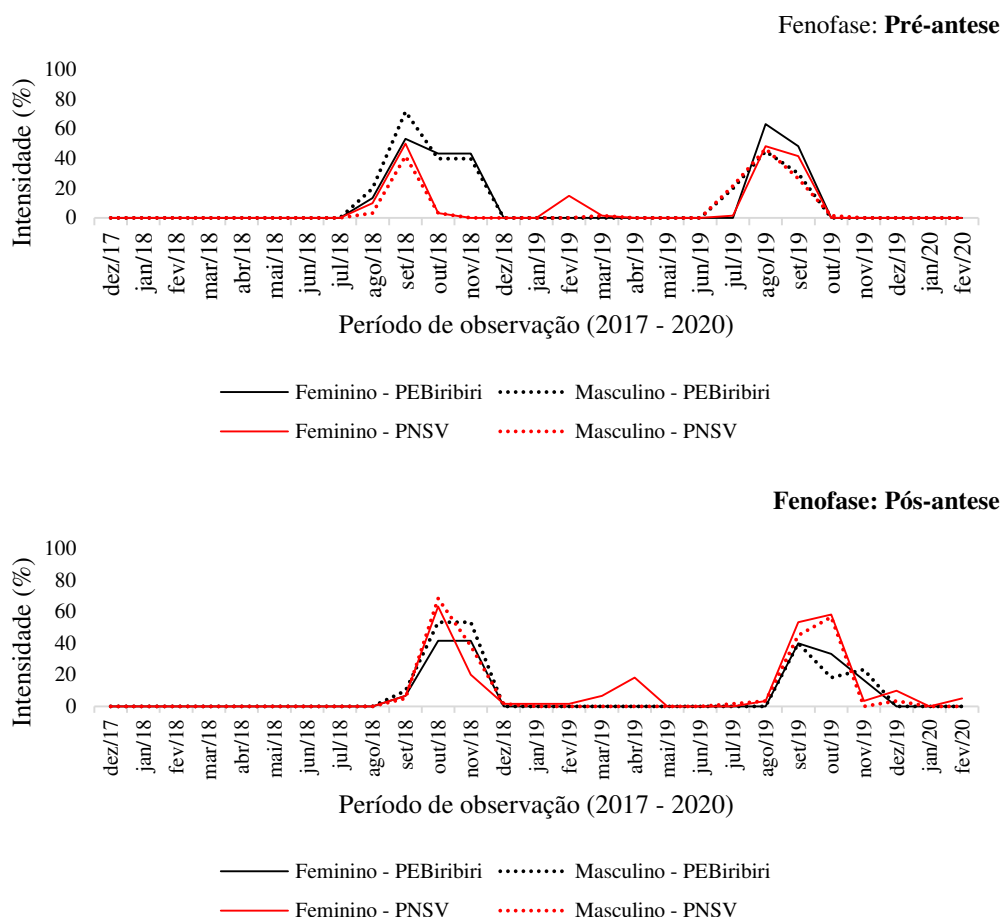 Fenofase: Pré-antese
Intensidade (%)
100
80
60
40
20
0
dez/17
jan/18
fev/18
mar/18
abr/18
mai/18
jun/18
jul/18
ago/18
set/18
out/18
nov/18
dez/18
jan/19
fev/19
mar/19
abr/19
mai/19
jun/19
jul/19
ago/19
set/19
out/19
nov/19
dez/19
jan/20
fev/20
Período de observação (2017 - 2020)
Feminino - PEBiribiri Masculino - PEBiribiri
Feminino - PNSV Masculino - PNSV
Fenofase: Pós-antese
Intensidade (%)
100
80
60
40
20
0
dez/17
jan/18
fev/18
mar/18
abr/18
mai/18
jun/18
jul/18
ago/18
set/18
out/18
nov/18
dez/18
jan/19
fev/19
mar/19
abr/19
mai/19
jun/19
jul/19
ago/19
set/19
out/19
nov/19
dez/19
jan/20
fev/20
Período de observação (2017 - 2020)
Feminino - PEBiribiri Masculino - PEBiribiri
Feminino - PNSV Masculino - PNSV